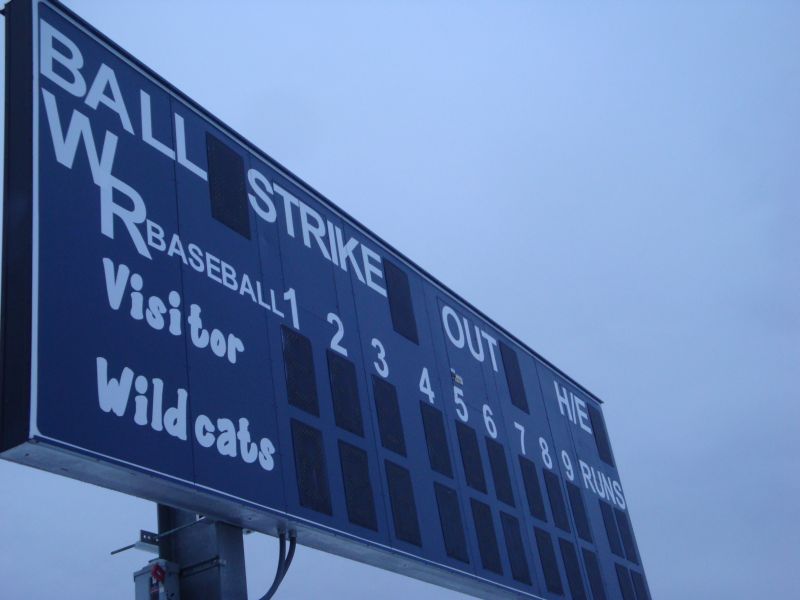 BALL STRIKE OUT H/E
WR BASEBALL 1 2 3 4 5 6 7 8 9 RUNS
Visitor
Wildcats